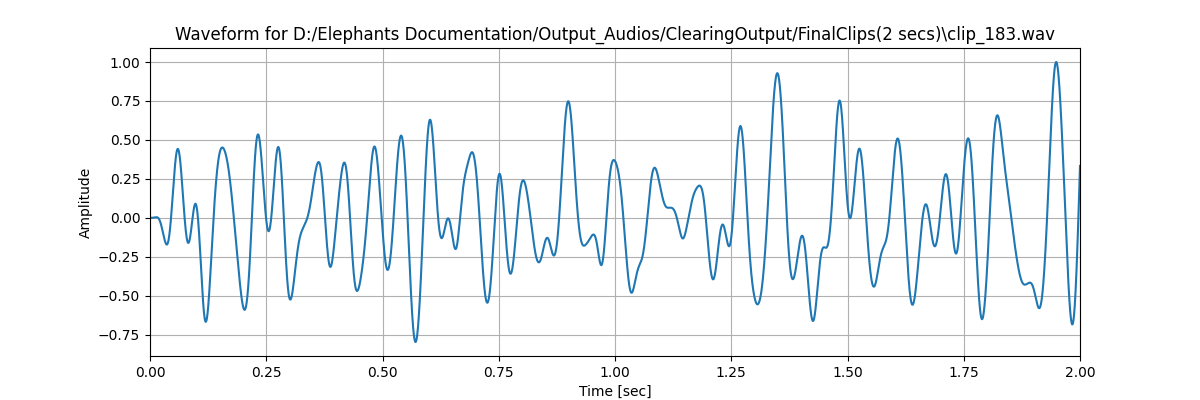 Waveform for D:/Elephants Documentation/Output_Audios/ClearingOutput/FinalClips(2 secs)\clip_183.wav
1.00
0.75
0.50
0.25
0.00
−0.25
−0.50
−0.75
Amplitude
0.00 0.25 0.50 0.75 1.00 1.25 1.50 1.75 2.00
Time [sec]